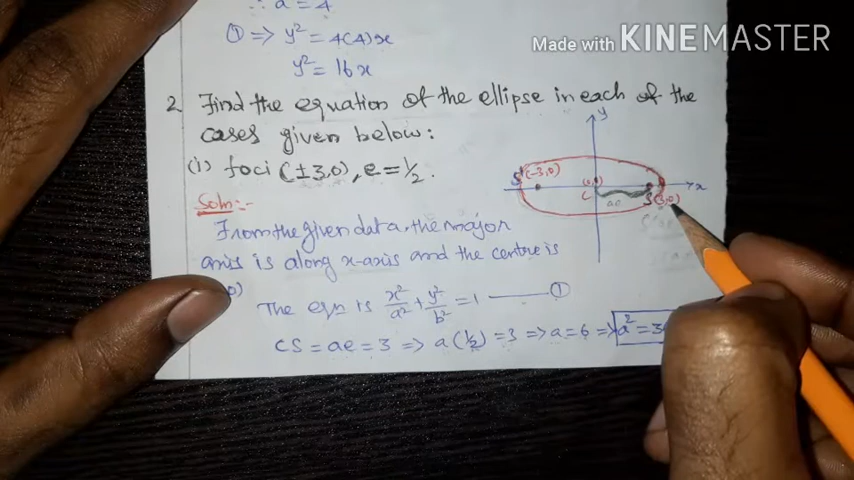 ∴ a = 4
Made with KINEMASTER
① ⇒ y² = 4(4)x
y² = 16x
2 Find the equation of the ellipse in each of the
cases given below:
(i) foci (±3,0), e = 1/2.
y
S'(-3,0)
(0,0)
x
C
ae
S(3,0)
Soln:-
From the given data, the major
axis is along x-axis and the centre is
0)
The eqn is x²/a² + y²/b² = 1 —— ①
CS = ae = 3 ⇒ a(1/2) = 3 ⇒ a = 6 ⇒ a² = 3